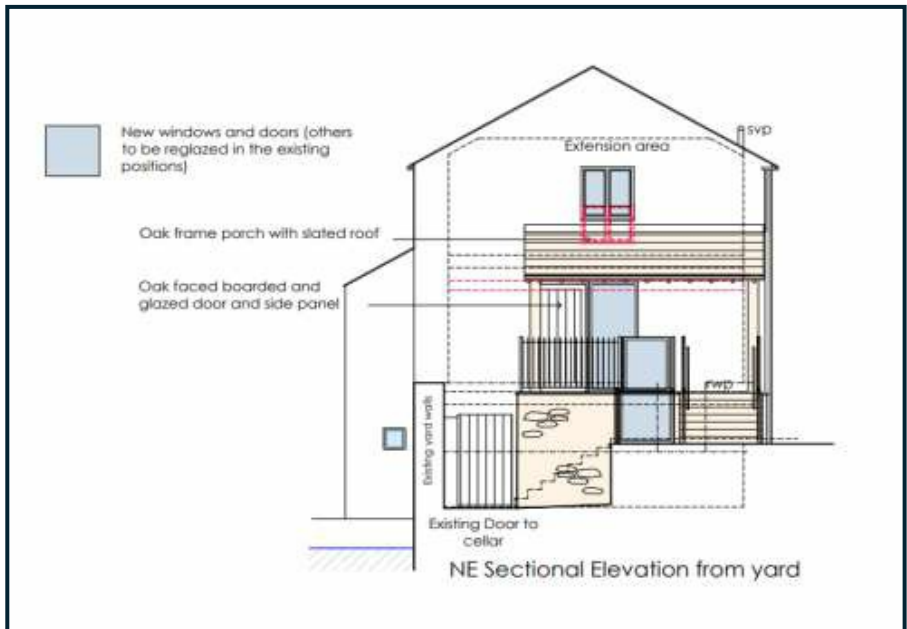 New windows and doors (others
to be reglazed in the existing
positions)
svp
Extension area
Oak frame porch with slated roof
Oak faced boarded and
glazed door and side panel
rwp
Existing yard walls
Existing Door to
cellar
NE Sectional Elevation from yard